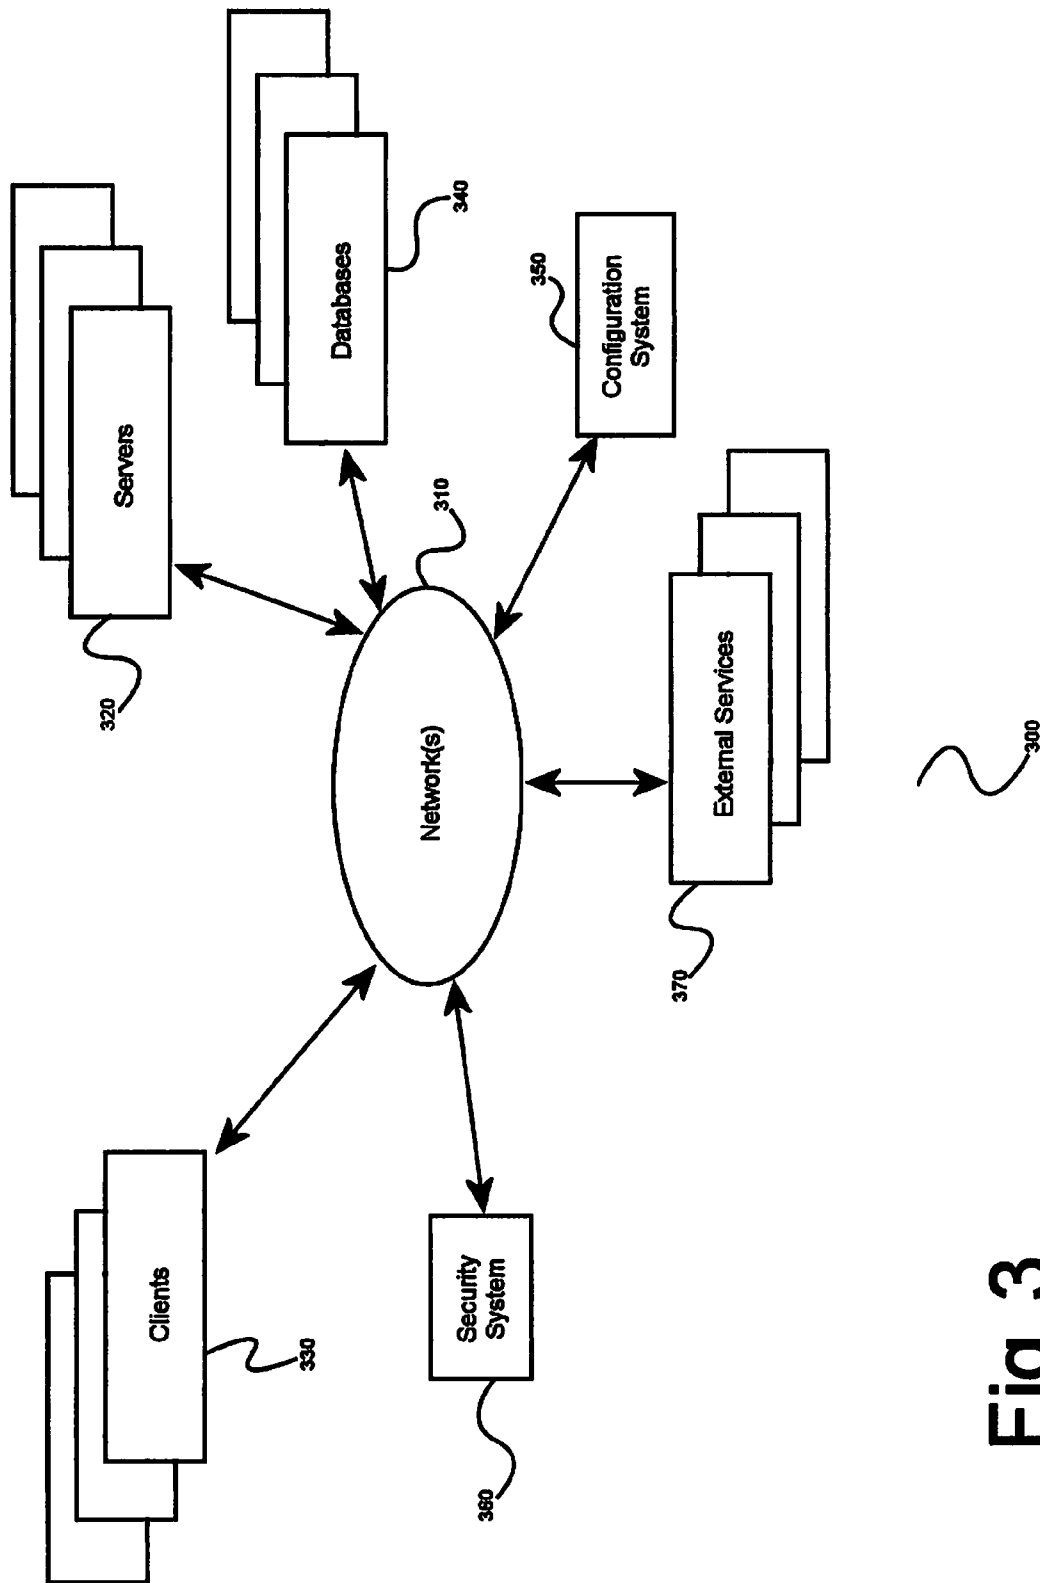 320
Servers
Databases
340
Clients
330
Network(s)
310
350
Configuration
System
Security
System
360
External Services
370
300
Fig. 3